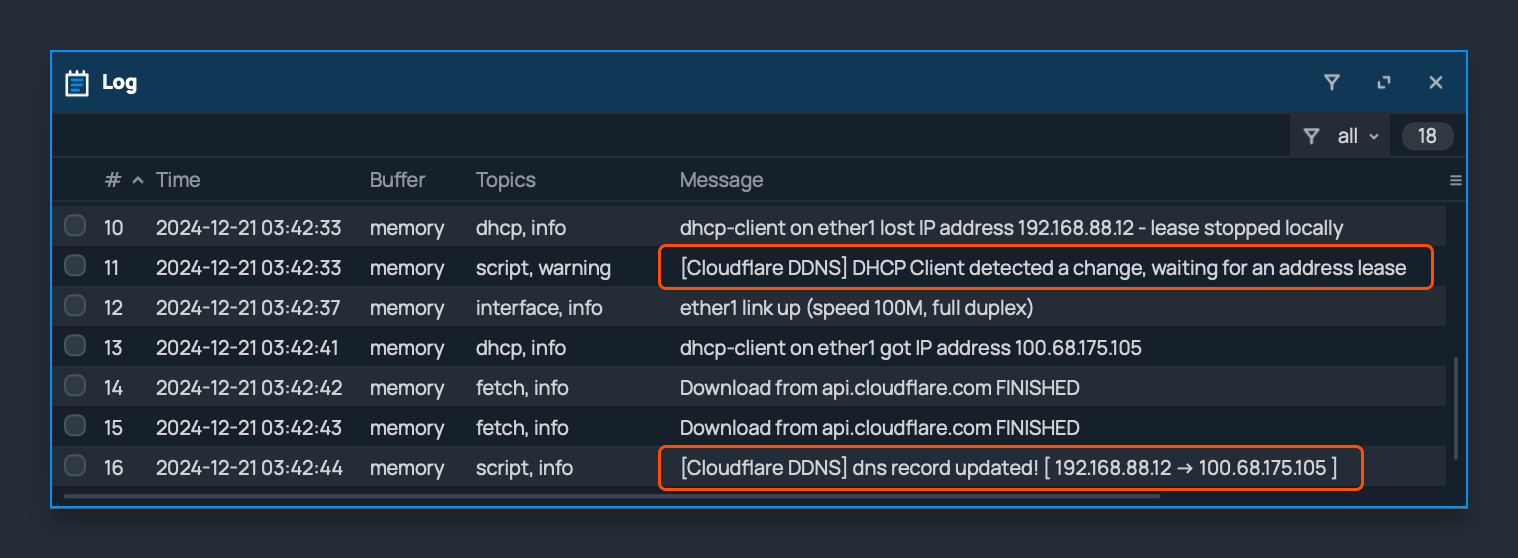 Log
all 18
# Time Buffer Topics Message
10 2024-12-21 03:42:33 memory dhcp, info dhcp-client on ether1 lost IP address 192.168.88.12 - lease stopped locally
11 2024-12-21 03:42:33 memory script, warning [Cloudflare DDNS] DHCP Client detected a change, waiting for an address lease
12 2024-12-21 03:42:37 memory interface, info ether1 link up (speed 100M, full duplex)
13 2024-12-21 03:42:41 memory dhcp, info dhcp-client on ether1 got IP address 100.68.175.105
14 2024-12-21 03:42:42 memory fetch, info Download from api.cloudflare.com FINISHED
15 2024-12-21 03:42:43 memory fetch, info Download from api.cloudflare.com FINISHED
16 2024-12-21 03:42:44 memory script, info [Cloudflare DDNS] dns record updated! [ 192.168.88.12 → 100.68.175.105 ]